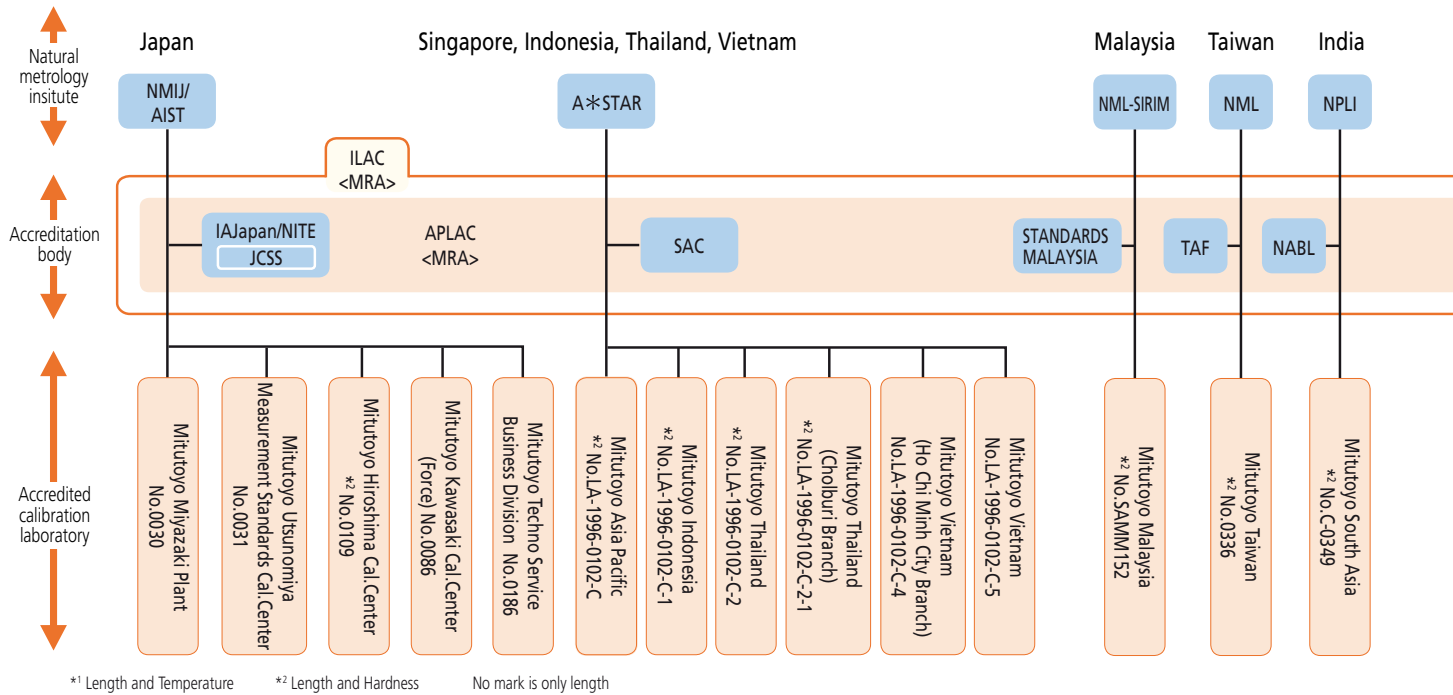 Natural
metrology
insitute
Japan
Singapore, Indonesia, Thailand, Vietnam
Malaysia
Taiwan
India
NMIJ/
AIST
A＊STAR
NML-SIRIM
NML
NPLI
ILAC
<MRA>
Accreditation
body
IAJapan/NITE
JCSS
APLAC
<MRA>
SAC
STANDARDS
MALAYSIA
TAF
NABL
Accredited
calibration
laboratory
Mitutoyo Miyazaki Plant
No.0030
Mitutoyo Utsunomiya
Measurement Standards Cal.Center
No.0031
Mitutoyo Hiroshima Cal.Center
*2 No.0109
Mitutoyo Kawasaki Cal.Center
(Force) No.0086
Mitutoyo Techno Service
Business Division No.0186
Mitutoyo Asia Pacific
*2 No.LA-1996-0102-C
Mitutoyo Indonesia
*2 No.LA-1996-0102-C-1
Mitutoyo Thailand
*2 No.LA-1996-0102-C-2
Mitutoyo Thailand
(Cholburi Branch)
*2 No.LA-1996-0102-C-2-1
Mitutoyo Vietnam
(Ho Chi Minh City Branch)
No.LA-1996-0102-C-4
Mitutoyo Vietnam
No.LA-1996-0102-C-5
Mitutoyo Malaysia
*2 No.SAMM152
Mitutoyo Taiwan
*2 No.0336
Mitutoyo South Asia
*2 No.C-0349
*1 Length and Temperature
*2 Length and Hardness
No mark is only length